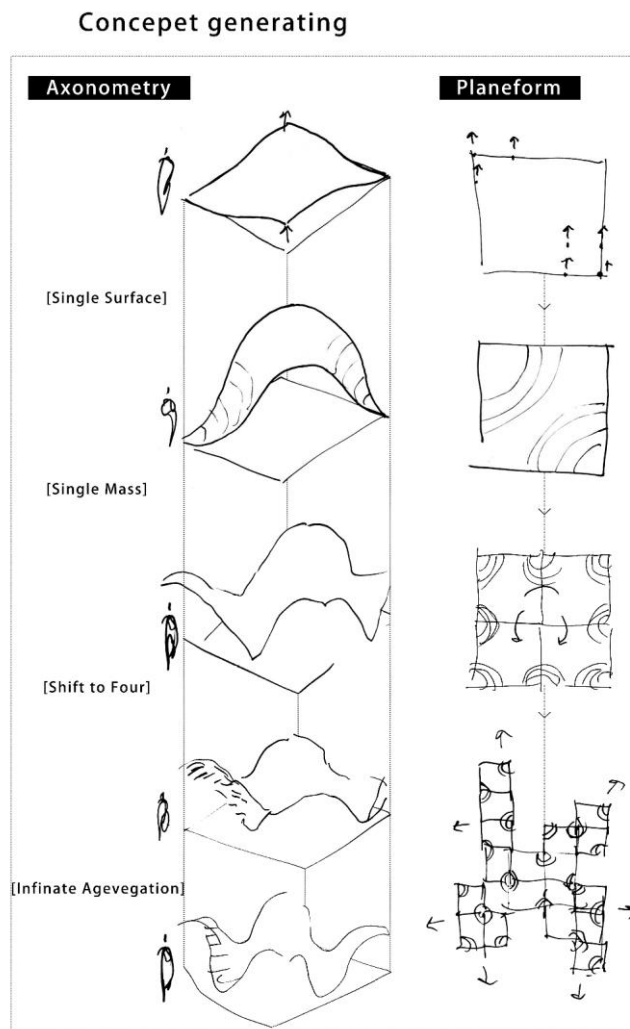 Concepet generating
Axonometry
Planeform
[Single Surface]
[Single Mass]
[Shift to Four]
[Infinate Agevegation]